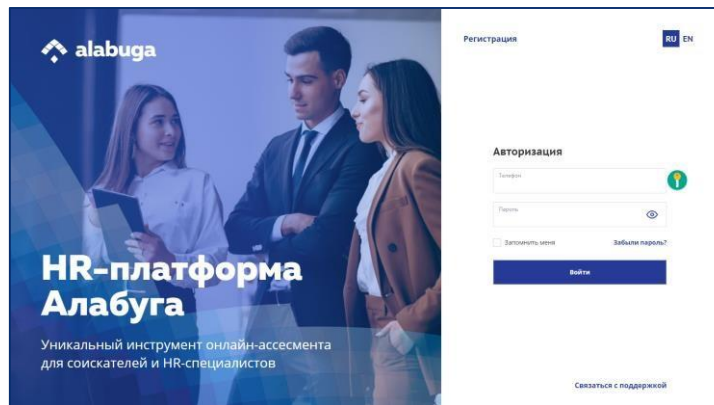 alabuga
HR-платформа
Алабуга
Уникальный инструмент онлайн-ассесмента
для соискателей и HR-специалистов
Регистрация
RU EN
Авторизация
Телефон
Пароль
Запомнить меня
Забыли пароль?
Войти
Связаться с поддержкой